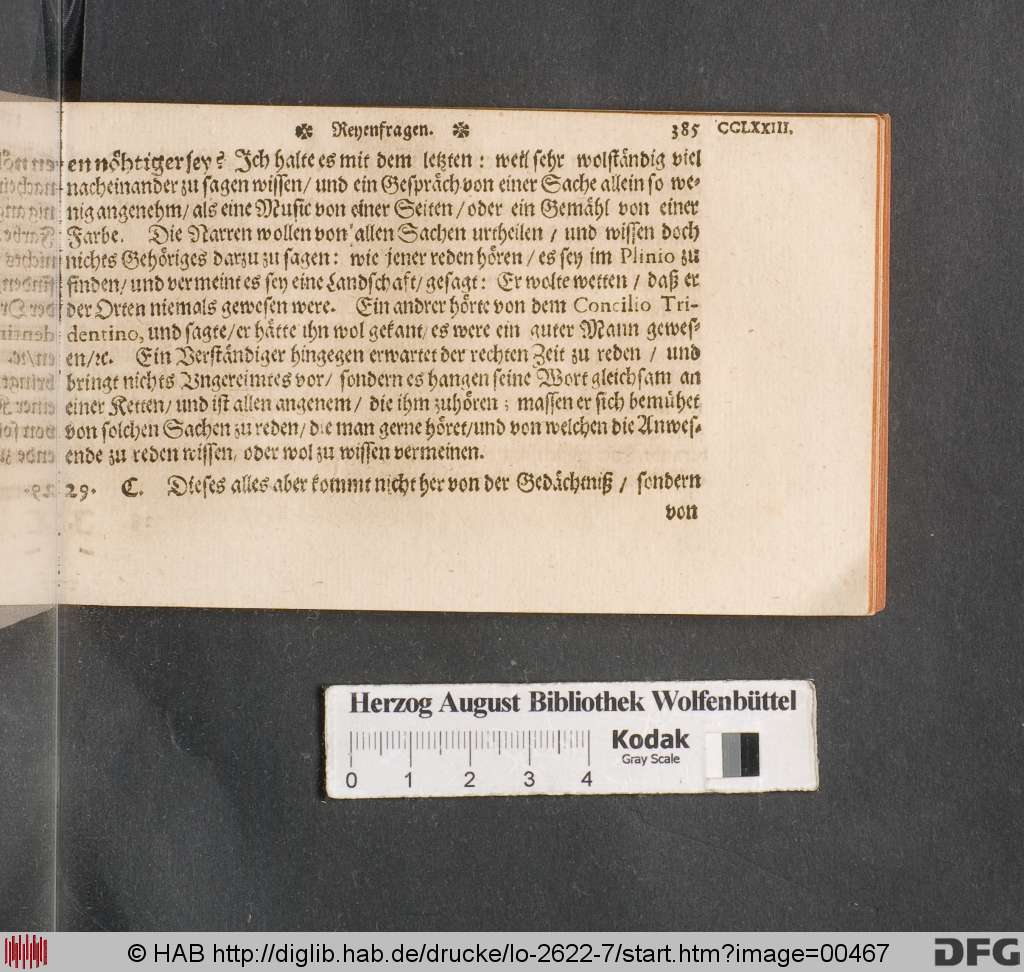 ✽ Reyenfragen. ✽ 385 CCLXXIII.
en nöhtiger sey? Jch halte es mit dem letzten: weil sehr wolständig viel
nacheinander zu sagen wissen/ und ein Gespräch von einer Sache allein so we-
nig angenehm/ als eine Music von einer Seiten/ oder ein Gemähl von einer
Farbe. Die Narren wollen von allen Sachen urtheilen/ und wissen doch
nichts Gehöriges darzu zu sagen: wie jener reden hören/ es sey im Plinio zu
finden/ und vermeint es sey eine Landschaft/ gesagt: Er wolte wetten/ daß er
der Orten niemals gewesen were. Ein andrer hörte von dem Concilio Tri-
dentino, und sagte/ er hätte ihn wol gekant/ es were ein guter Mann gewes-
en/ꝛc. Ein Verständiger hingegen erwartet der rechten Zeit zu reden/ und
bringt nichts Vngereimtes vor/ sondern es hangen seine Wort gleichsam an
einer Ketten/ und ist allen angenem/ die ihm zuhören; massen er sich bemühet
von solchen Sachen zu reden/ die man gerne höret/ und von welchen die Anwes-
ende zu reden wissen/ oder wol zu wissen vermeinen.
29. C. Dieses alles aber kommt nicht her von der Gedächtniß/ sondern
von
Herzog August Bibliothek Wolfenbüttel
Kodak
Gray Scale
0 1 2 3 4
© HAB http://diglib.hab.de/drucke/lo-2622-7/start.htm?image=00467
DFG